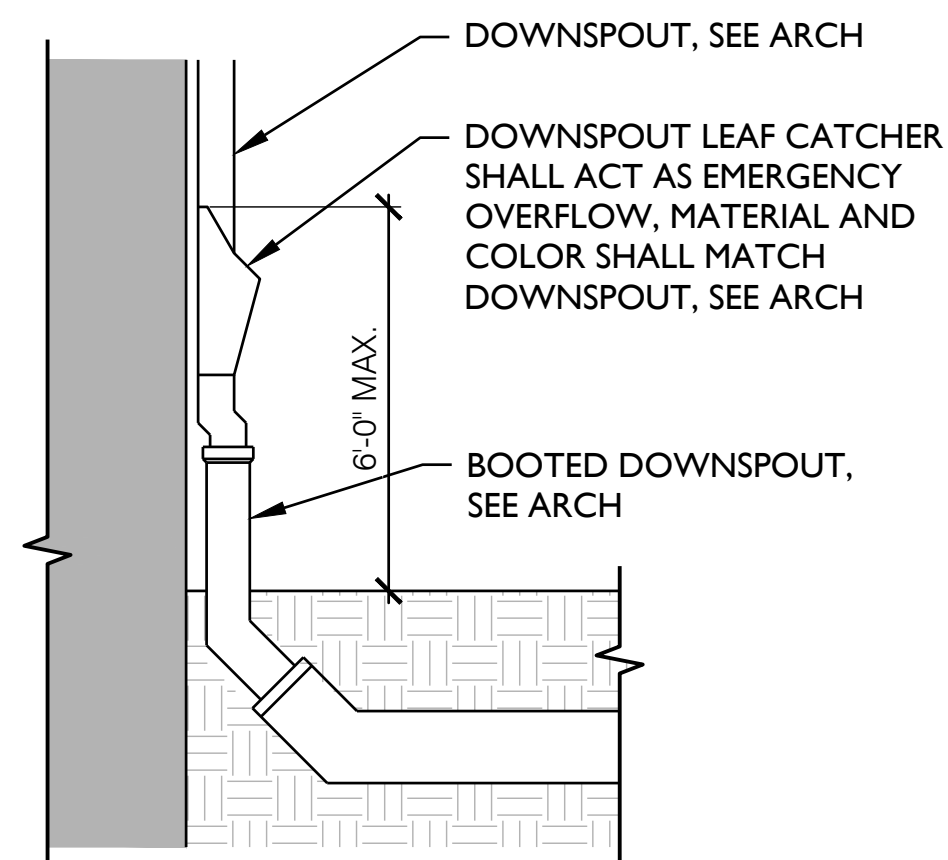 DOWNSPOUT, SEE ARCH
DOWNSPOUT LEAF CATCHER
SHALL ACT AS EMERGENCY
OVERFLOW, MATERIAL AND
COLOR SHALL MATCH
DOWNSPOUT, SEE ARCH
6'-0" MAX.
BOOTED DOWNSPOUT,
SEE ARCH